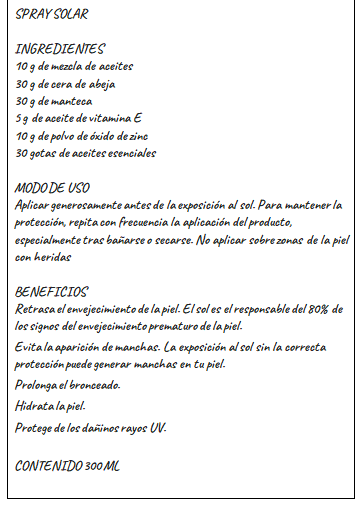 SPRAY SOLAR
INGREDIENTES
10 g de mezcla de aceites
30 g de cera de abeja
30 g de manteca
5 g de aceite de vitamina E
10 g de polvo de óxido de zinc
30 gotas de aceites esenciales
MODO DE USO
Aplicar generosamente antes de la exposición al sol. Para mantener la
protección, repita con frecuencia la aplicación del producto,
especialmente tras bañarse o secarse. No aplicar sobre zonas de la piel
con heridas
BENEFICIOS
Retrasa el envejecimiento de la piel. El sol es el responsable del 80% de
los signos del envejecimiento prematuro de la piel.
Evita la aparición de manchas. La exposición al sol sin la correcta
protección puede generar manchas en tu piel.
Prolonga el bronceado.
Hidrata la piel.
Protege de los dañinos rayos UV.
CONTENIDO 300 ML